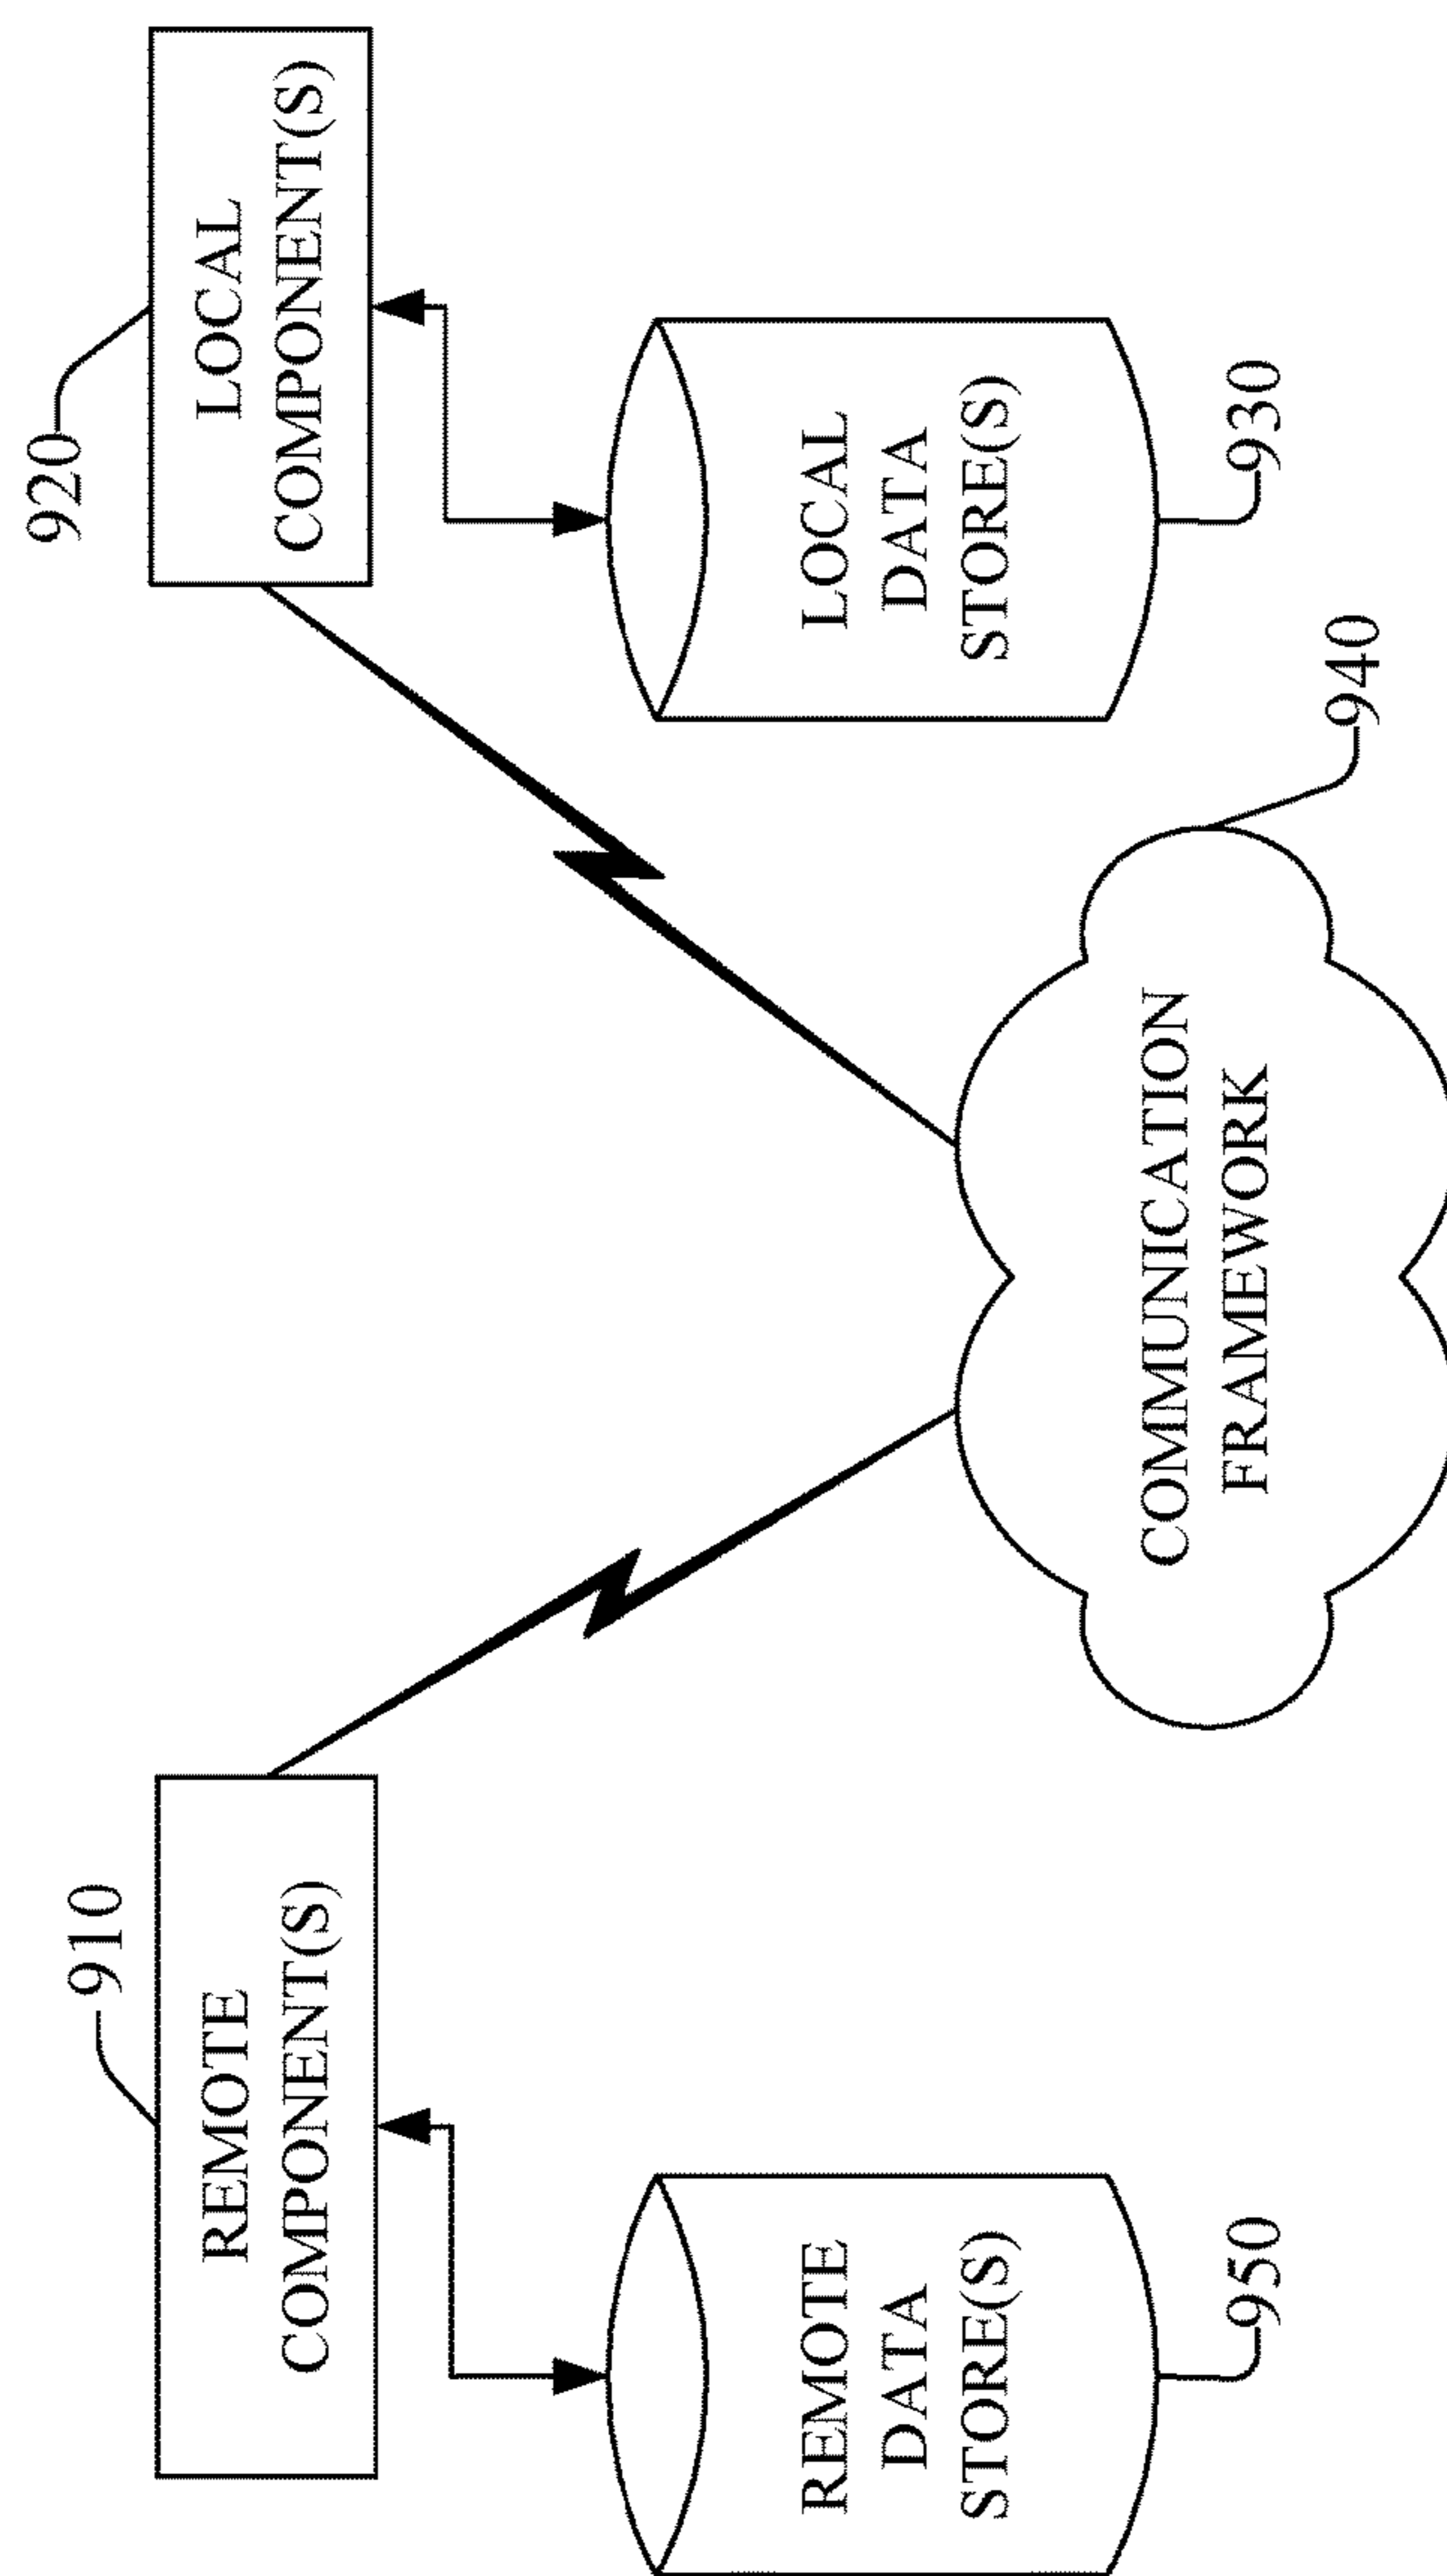 910
920
REMOTE
COMPONENT(S)
LOCAL
COMPONENT(S)
REMOTE
DATA
STORE(S)
LOCAL
DATA
STORE(S)
COMMUNICATION
FRAMEWORK
950
930
940